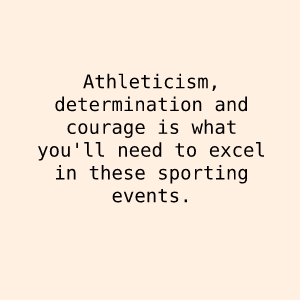 Athleticism,
determination and
courage is what
you'll need to excel
in these sporting
events.